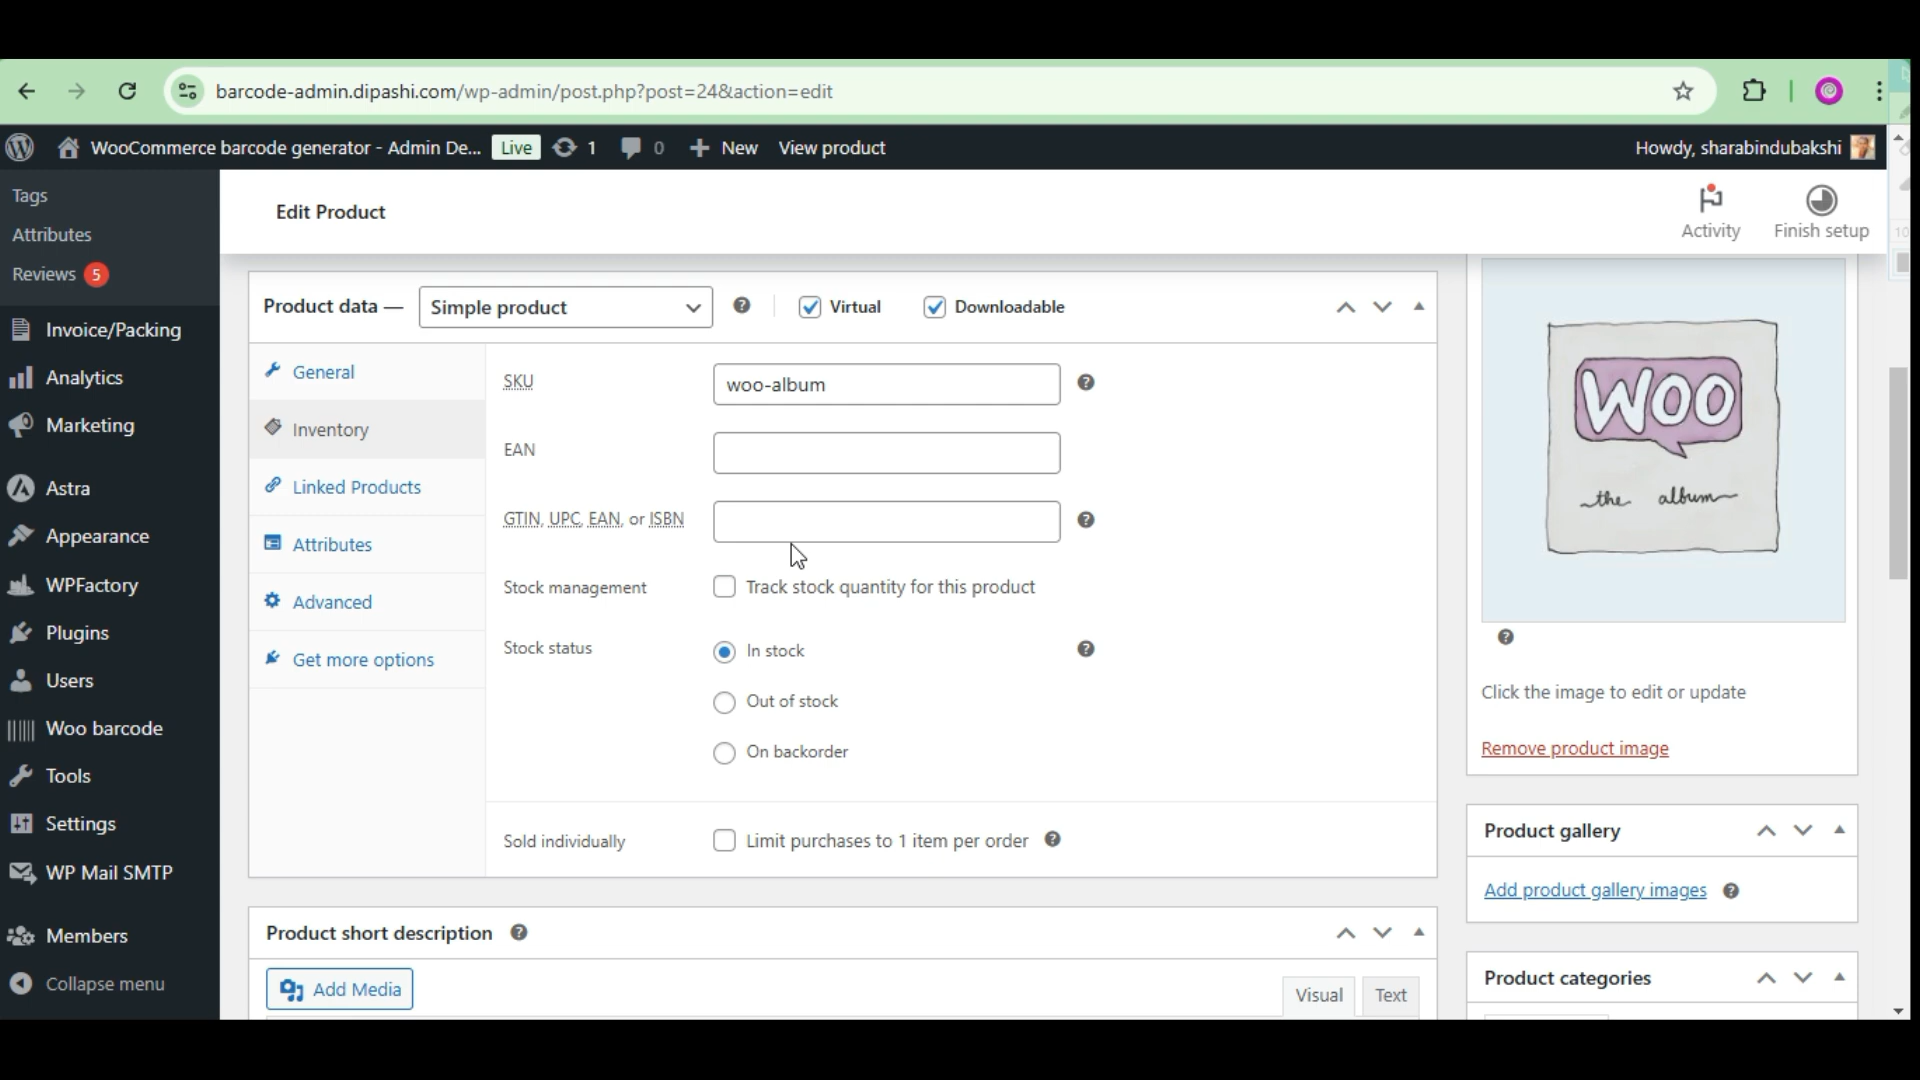 barcode-admin.dipashi.com/wp-admin/post.php?post=24&action=edit
WooCommerce barcode generator - Admin De... Live 1 0 New View product Howdy, sharabindubakshi
Tags
Attributes
Reviews 5
Invoice/Packing
Analytics
Marketing
Astra
Appearance
WPFactory
Plugins
Users
Woo barcode
Tools
Settings
WP Mail SMTP
Members
Collapse menu
Edit Product
Activity
Finish setup
Product data — Simple product Virtual Downloadable
General
Inventory
Linked Products
Attributes
Advanced
Get more options
SKU woo-album
EAN
GTIN, UPC, EAN, or ISBN
Stock management Track stock quantity for this product
Stock status In stock
Out of stock
On backorder
Sold individually Limit purchases to 1 item per order
Product short description
Add Media
Visual Text
WOO
the album
Click the image to edit or update
Remove product image
Product gallery
Add product gallery images
Product categories